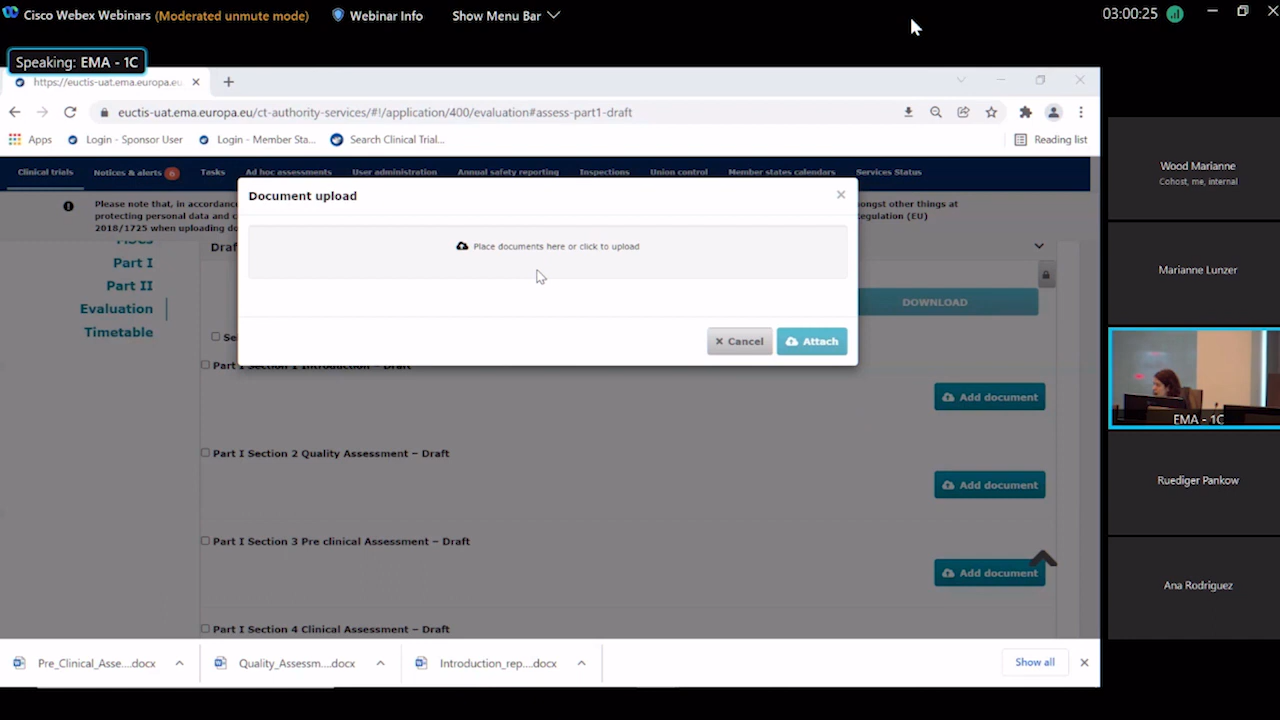 Cisco Webex Webinars (Moderated unmute mode) Webinar Info Show Menu Bar 03:00:25
Speaking: EMA - 1C
https://euctis-uat.ema.europa.eu
euctis-uat.ema.europa.eu/ct-authority-services/#!/application/400/evaluation#assess-part1-draft
Apps Login - Sponsor User Login - Member Sta... Search Clinical Trial... Reading list
Clinical trials Notices & alerts 6 Tasks Ad hoc assessments User administration Annual safety reporting Inspections Union control Member states calendars Services Status
Document upload
Please note that, in accordanc
mongst other things at
protecting personal data and c
egulation (EU)
2018/1725 when uploading do
MSCs
Part I
Part II
Evaluation
Timetable
Draf
Place documents here or click to upload
DOWNLOAD
Cancel Attach
Se
Part I Section 1 Introduction – Draft
Add document
Part I Section 2 Quality Assessment – Draft
Add document
Part I Section 3 Pre clinical Assessment – Draft
Add document
Part I Section 4 Clinical Assessment – Draft
Pre_Clinical_Asse....docx Quality_Assessm....docx Introduction_rep....docx Show all
Wood Marianne
Cohost, me, internal
Marianne Lunzer
EMA - 1C
Ruediger Pankow
Ana Rodriguez